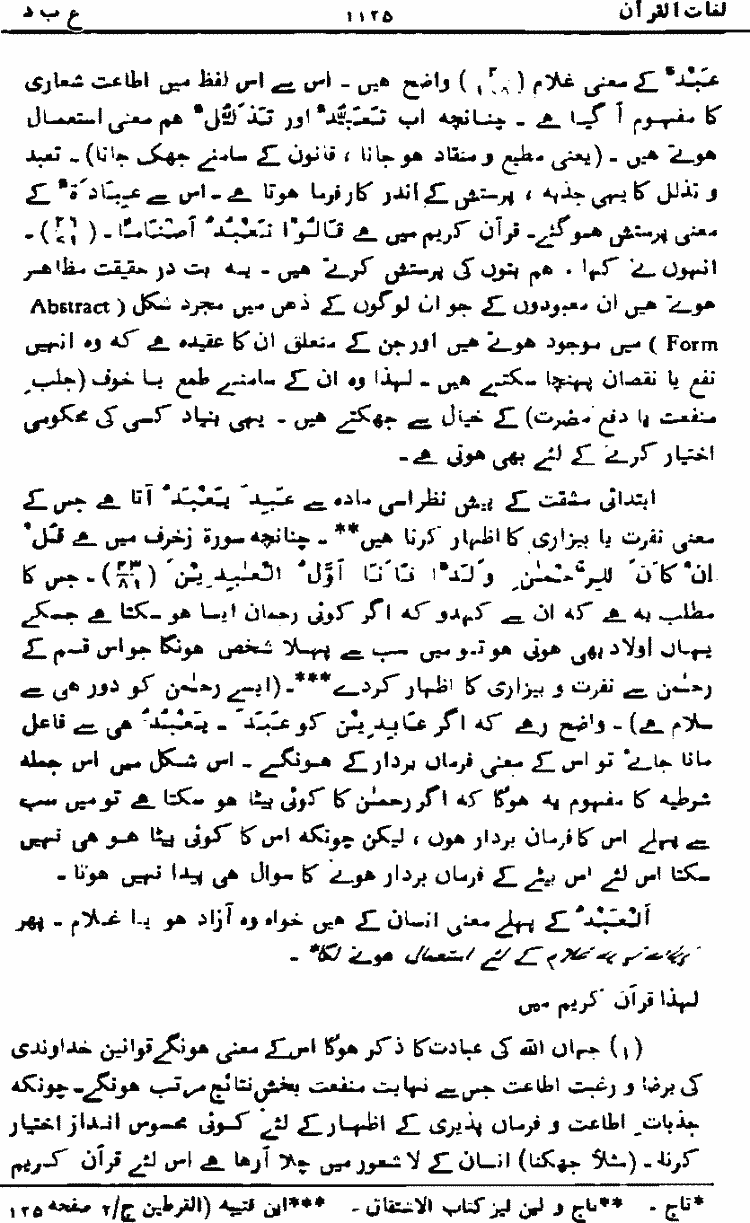 لغات القرآن ۱۱۲۵ ع ب د
عَبْدٌ کے معنی غلام (۲/۱۷۸) واضح ھیں ۔ اس سے اس لفظ میں اطاعت شعاری
کا مفہوم آ گیا ھے ۔ چنانچہ اب تَعَبُّدٌ اور تَذَلُّلٌ ھم معنی استعمال
ھوتے ھیں ۔ (یعنی مطیع و منقاد ھو جانا ، قانون کے سامنے جھک جانا) ۔ تعبد
و تذلل کا یہی جذبہ ، پرستش کے اندر کار فرما ھوتا ھے ۔ اس سے عِبَادَةٌ کے
معنی پرستش ھو گئے ۔ قرآن کریم میں ھے قَالُوْا نَعْبُدُ اَصْنَامًا ۔ (۲۶/۷۱) ۔
انہوں نے کہا ، ھم بتوں کی پرستش کرتے ھیں ۔ یہ بت در حقیقت مظاھر
ھوتے ھیں ان معبودوں کے جو ان لوگوں کے ذھن میں مجرد شکل ( Abstract
Form ) میں موجود ھوتے ھیں اور جن کے متعلق ان کا عقیدہ ھے کہ وہ انہیں
نفع یا نقصان پہنچا سکتے ھیں ۔ لہذا وہ ان کے سامنے طمع یا خوف (جلبِ
منفعت یا دفع مضرت) کے خیال سے جھکتے ھیں ۔ یہی بنیاد کسی کی محکومی
اختیار کرنے کے لئے بھی ھوتی ھے ۔
ابتدائی مشقت کے پیش نظر اسی مادہ سے عَبِدَ یَعْبَدُ آتا ھے جس کے
معنی نفرت یا بیزاری کا اظہار کرنا ھیں** ۔ چنانچہ سورۃ زخرف میں ھے قُلْ
اِنْ کَانَ لِلرَّحْمٰنِ وَلَدٌ فَاَنَا اَوَّلُ الْعٰبِدِیْنَ (۴۳/۸۱) ۔ جس کا
مطلب یہ ھے کہ ان سے کہدو کہ اگر کوئی رحمان ایسا ھو سکتا ھے جسکے
یہاں اولاد بھی ھوتی ھو تو میں سب سے پہلا شخص ھونگا جو اس قسم کے
رحمٰن سے نفرت و بیزاری کا اظہار کردے*** ۔ (ایسے رحمٰن کو دور ھی سے
سلام ھے) ۔ واضح رھے کہ اگر عَابِدِیْنَ کو عَبَدَ ۔ یَعْبُدُ ھی سے فاعل
مانا جائے تو اس کے معنی فرماں بردار کے ھونگے ۔ اس شکل میں اس جملہ
شرطیہ کا مفہوم یہ ھوگا کہ اگر رحمٰن کا کوئی بیٹا ھو سکتا ھے تو میں سب
سے پہلے اس کا فرمان بردار ھوں ، لیکن چونکہ اس کا کوئی بیٹا ھو ھی نہیں
سکتا اس لئے اس بیٹے کے فرماں بردار ھونے کا سوال ھی پیدا نہیں ھوتا ۔
اَلْعَبْدُ کے پہلے معنی انسان کے ھیں خواہ وہ آزاد ھو یا غلام ۔ پھر
یہ غلام کے لئے استعمال ھونے لگا* ۔
لہذا قرآن کریم میں
(۱) جہاں اللہ کی عبادت کا ذکر ھوگا اس کے معنی ھونگے قوانین خداوندی
کی برضا و رغبت اطاعت جس سے نہایت منفعت بخش نتائج مرتب ھونگے ۔ چونکہ
جذباتِ اطاعت و فرماں پذیری کے اظہار کے لئے کوئی محسوس انداز اختیار
کرنا ۔ (مثلاً جھکنا) انسان کے لا شعور میں چلا آرھا ھے اس لئے قرآن کریم
*تاج ۔ **تاج و لین نیز کتاب الاشتقاق ۔ ***ابن قتیبہ (القرطین ج/۲ صفحہ ۱۲۵